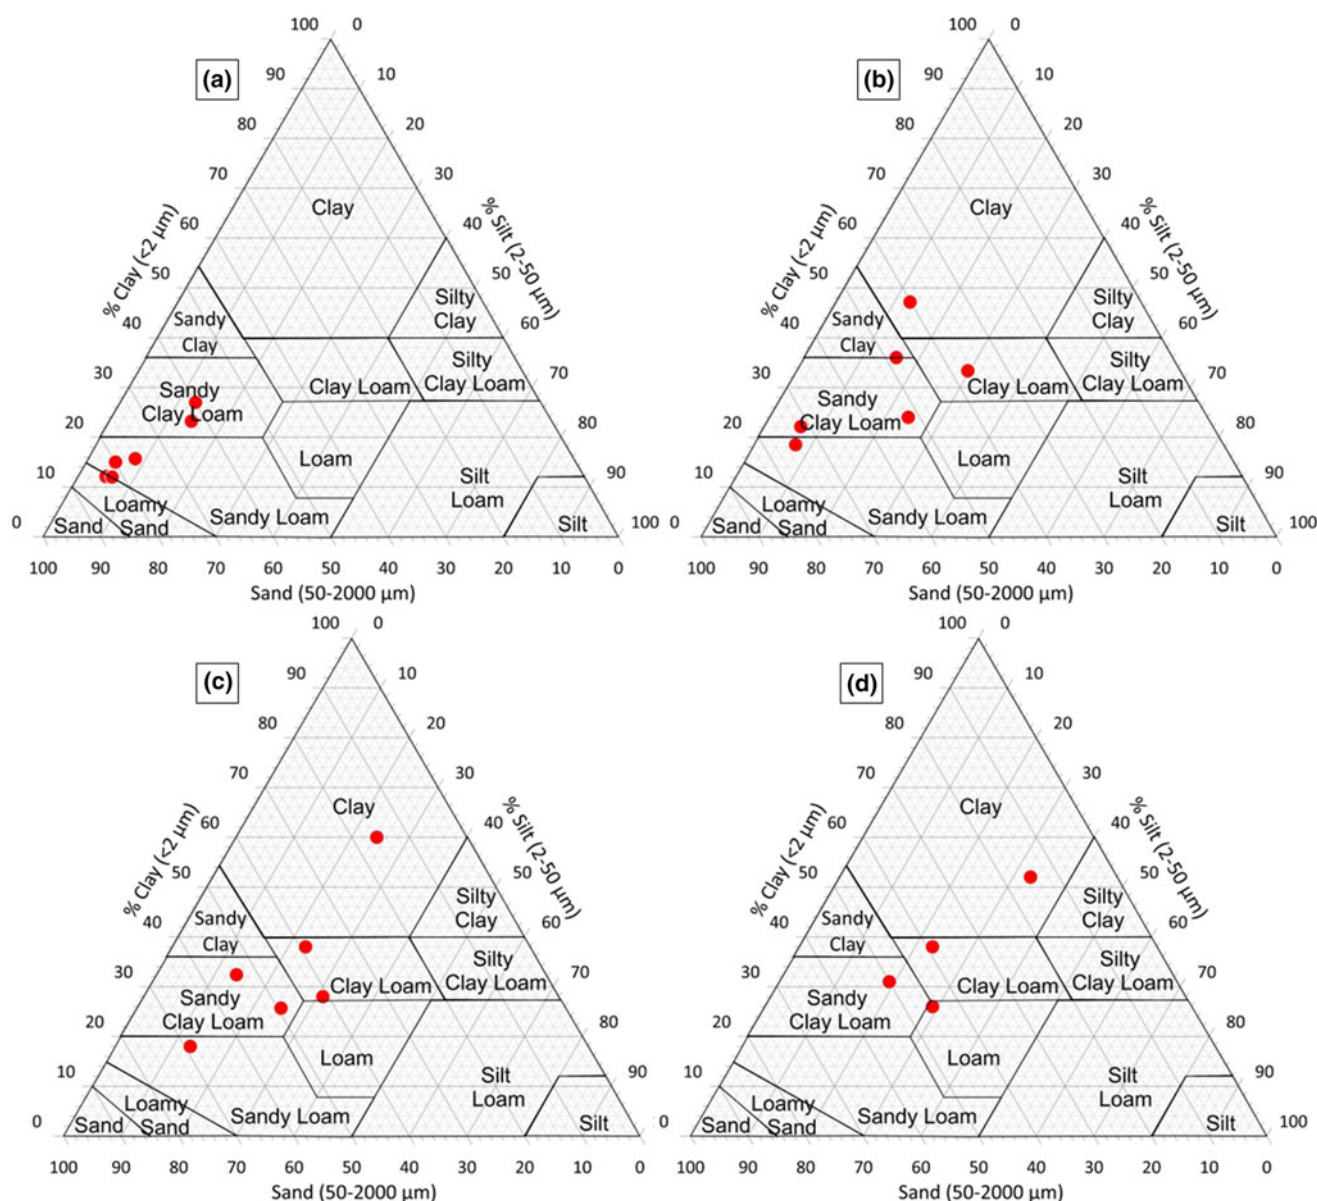 (a)
100 0
90 10
80 20
70 30
60 40
50 50
40 60
30 70
20 80
10 90
0 100
% Clay (<2 µm)
% Silt (2-50 µm)
Clay
Silty
Clay
Sandy
Clay
Silty
Clay Loam
Clay Loam
Sandy
Clay Loam
Loam
Silt
Loam
Loamy
Sand
Sand
Sandy Loam
Silt
100 90 80 70 60 50 40 30 20 10 0
Sand (50-2000 µm)
(b)
100 0
90 10
80 20
70 30
60 40
50 50
40 60
30 70
20 80
10 90
0 100
% Clay (<2 µm)
% Silt (2-50 µm)
Clay
Silty
Clay
Sandy
Clay
Silty
Clay Loam
Clay Loam
Sandy
Clay Loam
Loam
Silt
Loam
Loamy
Sand
Sand
Sandy Loam
Silt
100 90 80 70 60 50 40 30 20 10 0
Sand (50-2000 µm)
(c)
100 0
90 10
80 20
70 30
60 40
50 50
40 60
30 70
20 80
10 90
0 100
% Clay (<2 µm)
% Silt (2-50 µm)
Clay
Silty
Clay
Sandy
Clay
Silty
Clay Loam
Clay Loam
Sandy
Clay Loam
Loam
Silt
Loam
Loamy
Sand
Sand
Sandy Loam
Silt
100 90 80 70 60 50 40 30 20 10 0
Sand (50-2000 µm)
(d)
100 0
90 10
80 20
70 30
60 40
50 50
40 60
30 70
20 80
10 90
0 100
% Clay (<2 µm)
% Silt (2-50 µm)
Clay
Silty
Clay
Sandy
Clay
Silty
Clay Loam
Clay Loam
Sandy
Clay Loam
Loam
Silt
Loam
Loamy
Sand
Sand
Sandy Loam
Silt
100 90 80 70 60 50 40 30 20 10 0
Sand (50-2000 µm)